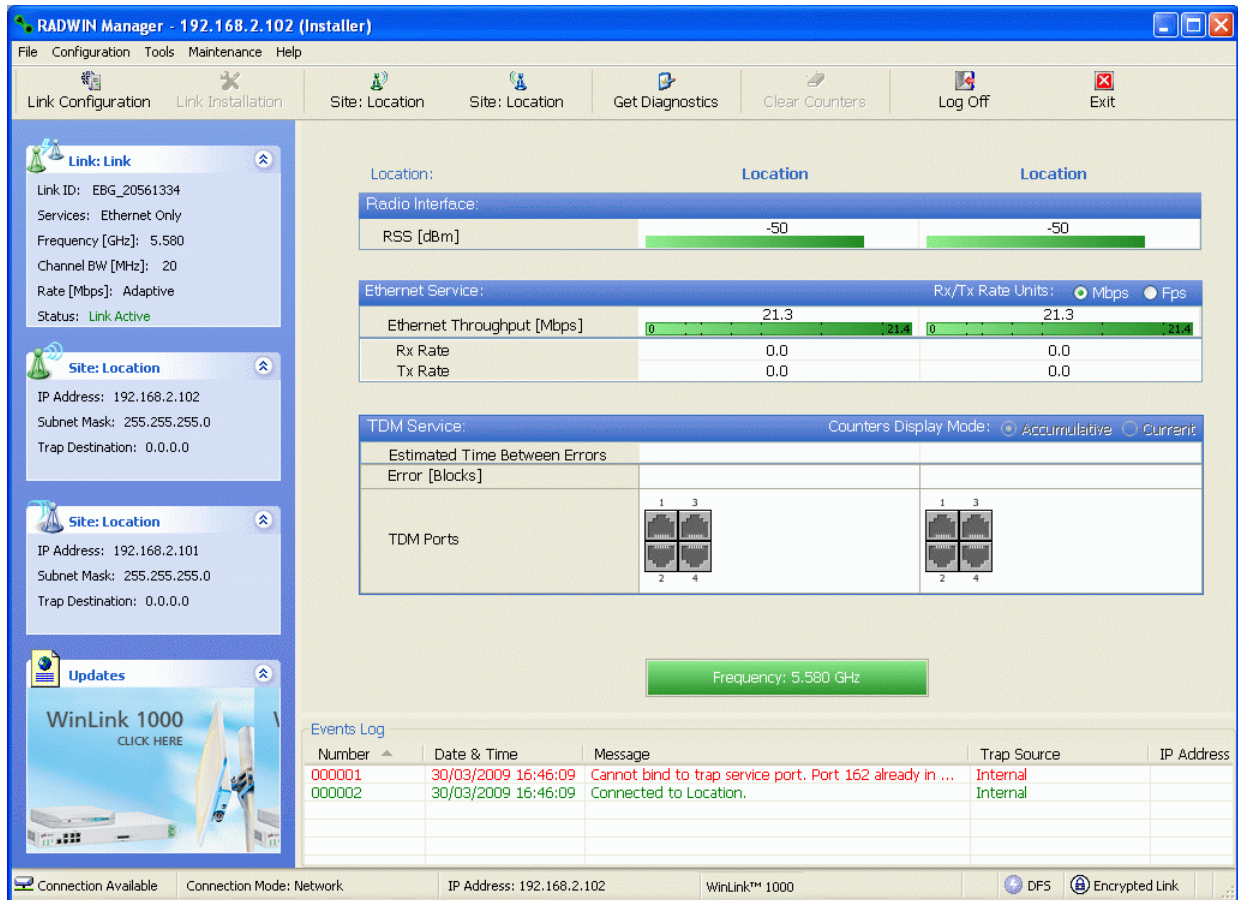 RADWIN Manager - 192.168.2.102 (Installer)
File Configuration Tools Maintenance Help
Link Configuration Link Installation Site: Location Site: Location Get Diagnostics Clear Counters Log Off Exit
Link: Link
Link ID: EBG_20561334
Services: Ethernet Only
Frequency [GHz]: 5.580
Channel BW [MHz]: 20
Rate [Mbps]: Adaptive
Status: Link Active
Site: Location
IP Address: 192.168.2.102
Subnet Mask: 255.255.255.0
Trap Destination: 0.0.0.0
Site: Location
IP Address: 192.168.2.101
Subnet Mask: 255.255.255.0
Trap Destination: 0.0.0.0
Updates
WinLink 1000
CLICK HERE
Location: Location Location
Radio Interface:
RSS [dBm] -50 -50
Ethernet Service: Rx/Tx Rate Units: Mbps Fps
Ethernet Throughput [Mbps] 21.3 21.3
0 21.4 0 21.4
Rx Rate 0.0 0.0
Tx Rate 0.0 0.0
TDM Service: Counters Display Mode: Accumulative Current
Estimated Time Between Errors
Error [Blocks]
1 3 1 3
TDM Ports
2 4 2 4
Frequency: 5.580 GHz
Events Log
Number Date & Time Message Trap Source IP Address
000001 30/03/2009 16:46:09 Cannot bind to trap service port. Port 162 already in ... Internal
000002 30/03/2009 16:46:09 Connected to Location. Internal
Connection Available Connection Mode: Network IP Address: 192.168.2.102 WinLink™ 1000 DFS Encrypted Link